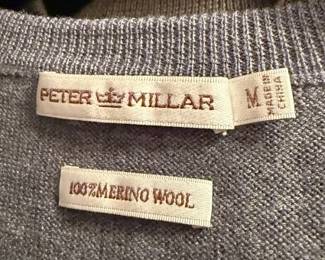 PETER MILLAR
M
MADE IN
CHINA
100% MERINO WOOL